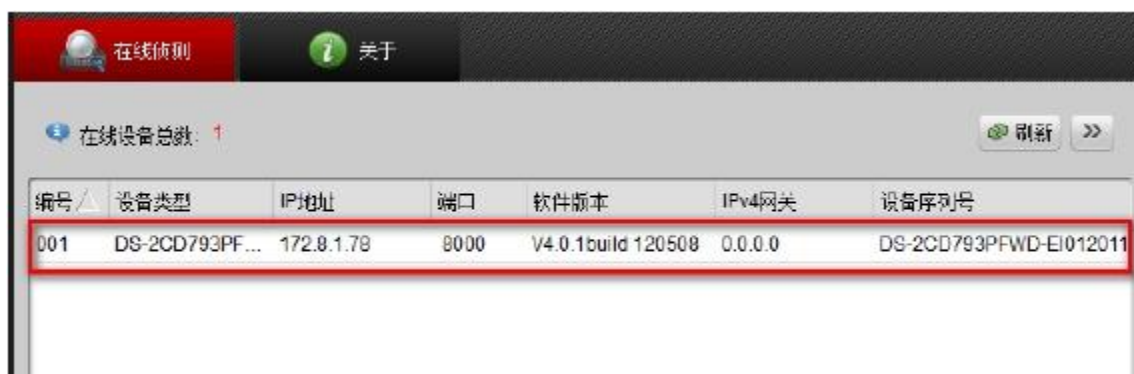 在线侦测 关于
在线设备总数: 1 刷新 >>
编号 设备类型 IP地址 端口 软件版本 IPv4网关 设备序列号
001 DS-2CD793PF... 172.8.1.78 8000 V4.0.1build 120508 0.0.0.0 DS-2CD793PFWD-EI012011